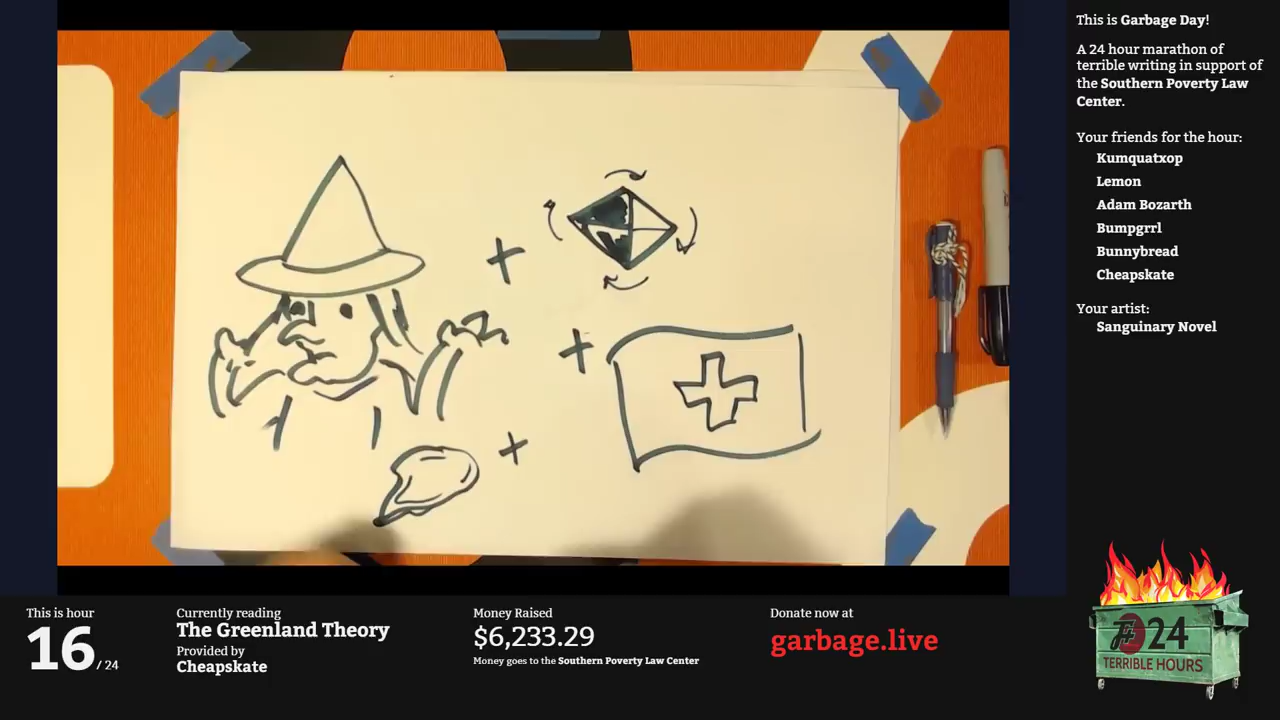 This is Garbage Day!
A 24 hour marathon of
terrible writing in support of
the Southern Poverty Law
Center.
Your friends for the hour:
Kumquatxop
Lemon
Adam Bozarth
Bumpgrrl
Bunnybread
Cheapskate
Your artist:
Sanguinary Novel
This is hour
16 / 24
Currently reading
The Greenland Theory
Provided by
Cheapskate
Money Raised
$6,233.29
Money goes to the Southern Poverty Law Center
Donate now at
garbage.live
24
TERRIBLE HOURS